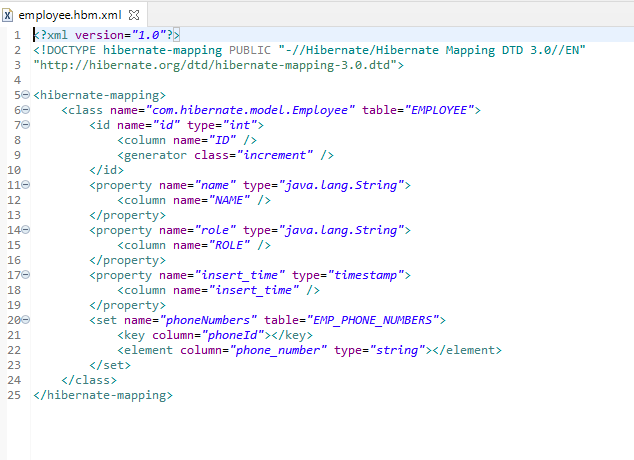 employee.hbm.xml
1 <?xml version="1.0"?>
2 <!DOCTYPE hibernate-mapping PUBLIC "-//Hibernate/Hibernate Mapping DTD 3.0//EN"
3 "http://hibernate.org/dtd/hibernate-mapping-3.0.dtd">
4
5 <hibernate-mapping>
6     <class name="com.hibernate.model.Employee" table="EMPLOYEE">
7         <id name="id" type="int">
8             <column name="ID" />
9             <generator class="increment" />
10         </id>
11         <property name="name" type="java.lang.String">
12             <column name="NAME" />
13         </property>
14         <property name="role" type="java.lang.String">
15             <column name="ROLE" />
16         </property>
17         <property name="insert_time" type="timestamp">
18             <column name="insert_time" />
19         </property>
20         <set name="phoneNumbers" table="EMP_PHONE_NUMBERS">
21             <key column="phoneId"></key>
22             <element column="phone_number" type="string"></element>
23         </set>
24     </class>
25 </hibernate-mapping>